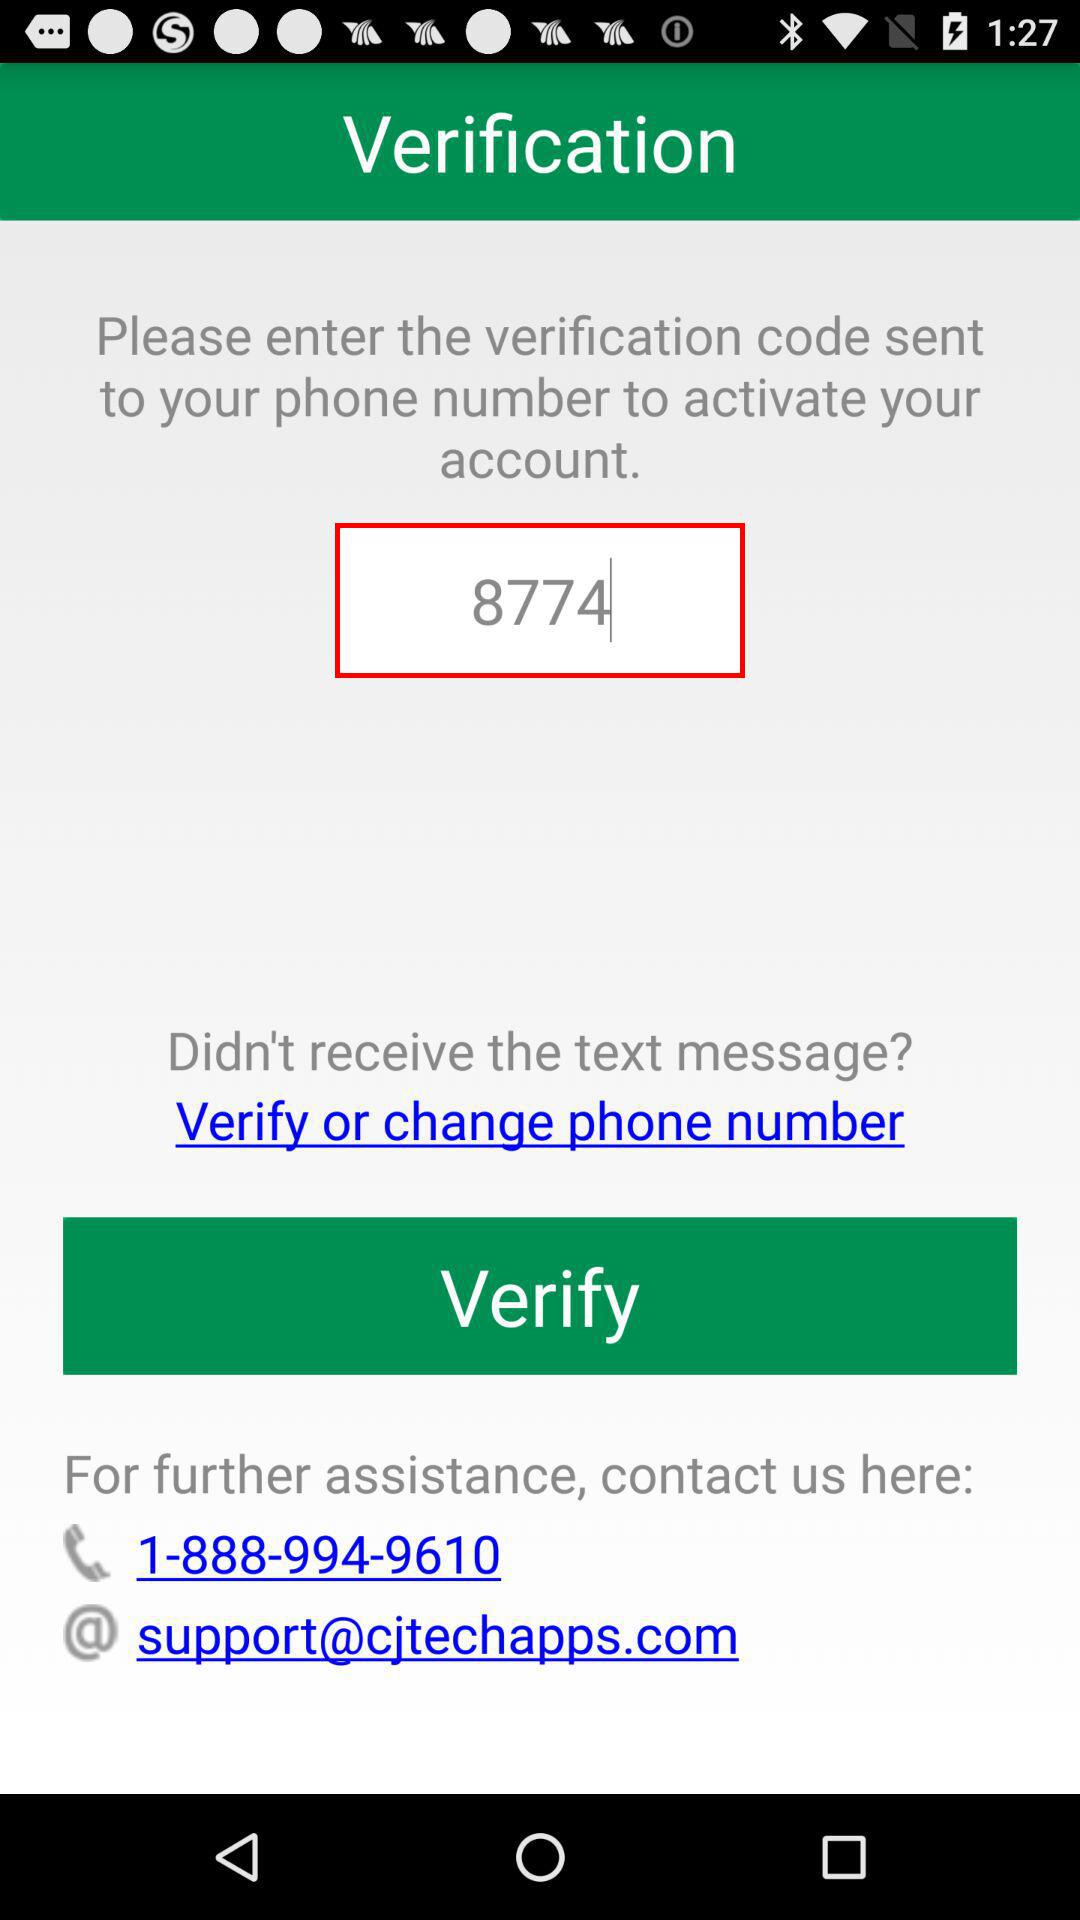 1:27
Verification
Please enter the verification code sent
to your phone number to activate your
account.
8774
Didn't receive the text message?
Verify or change phone number
Verify
For further assistance, contact us here:
1-888-994-9610
@ support@cjtechapps.com